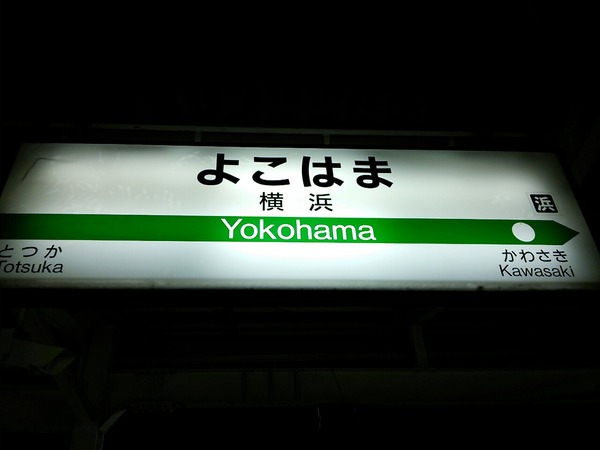 よこはま
横浜
浜
Yokohama
とつか
Totsuka
かわさき
Kawasaki